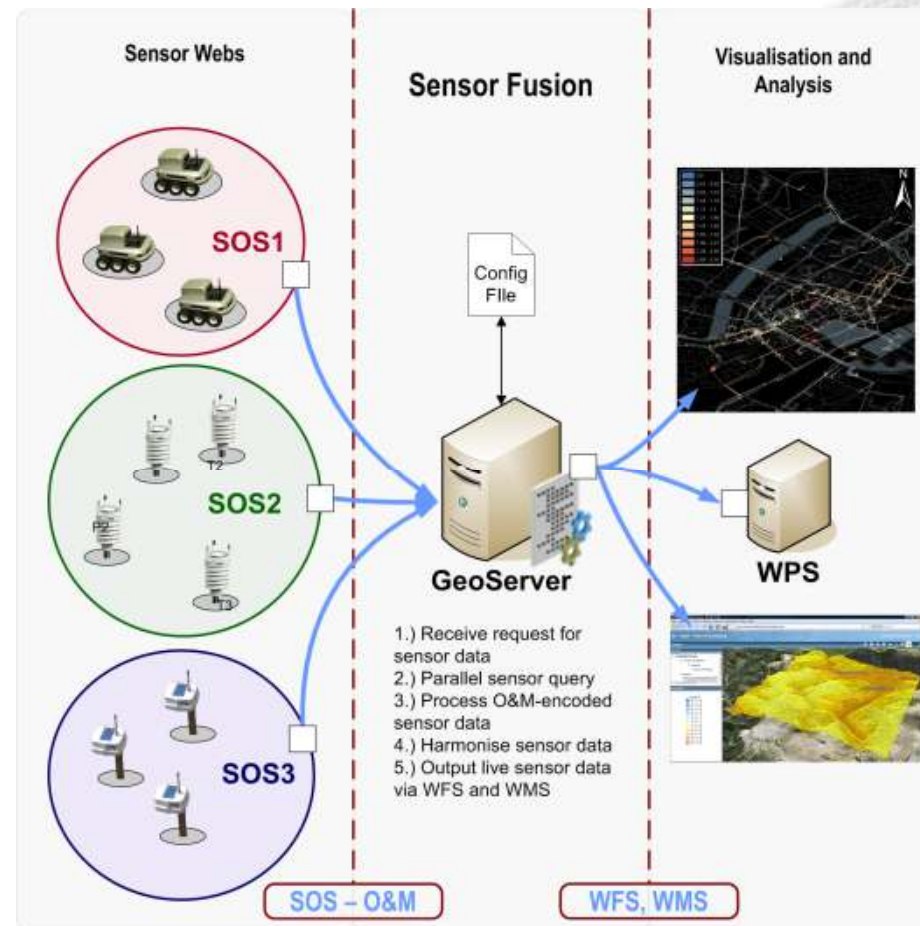 Sensor Webs
Sensor Fusion
Visualisation and
Analysis
SOS1
SOS2
T2
P2
T3
SOS3
Config
FIle
GeoServer
1.) Receive request for
sensor data
2.) Parallel sensor query
3.) Process O&M-encoded
sensor data
4.) Harmonise sensor data
5.) Output live sensor data
via WFS and WMS
N
WPS
SOS – O&M
WFS, WMS